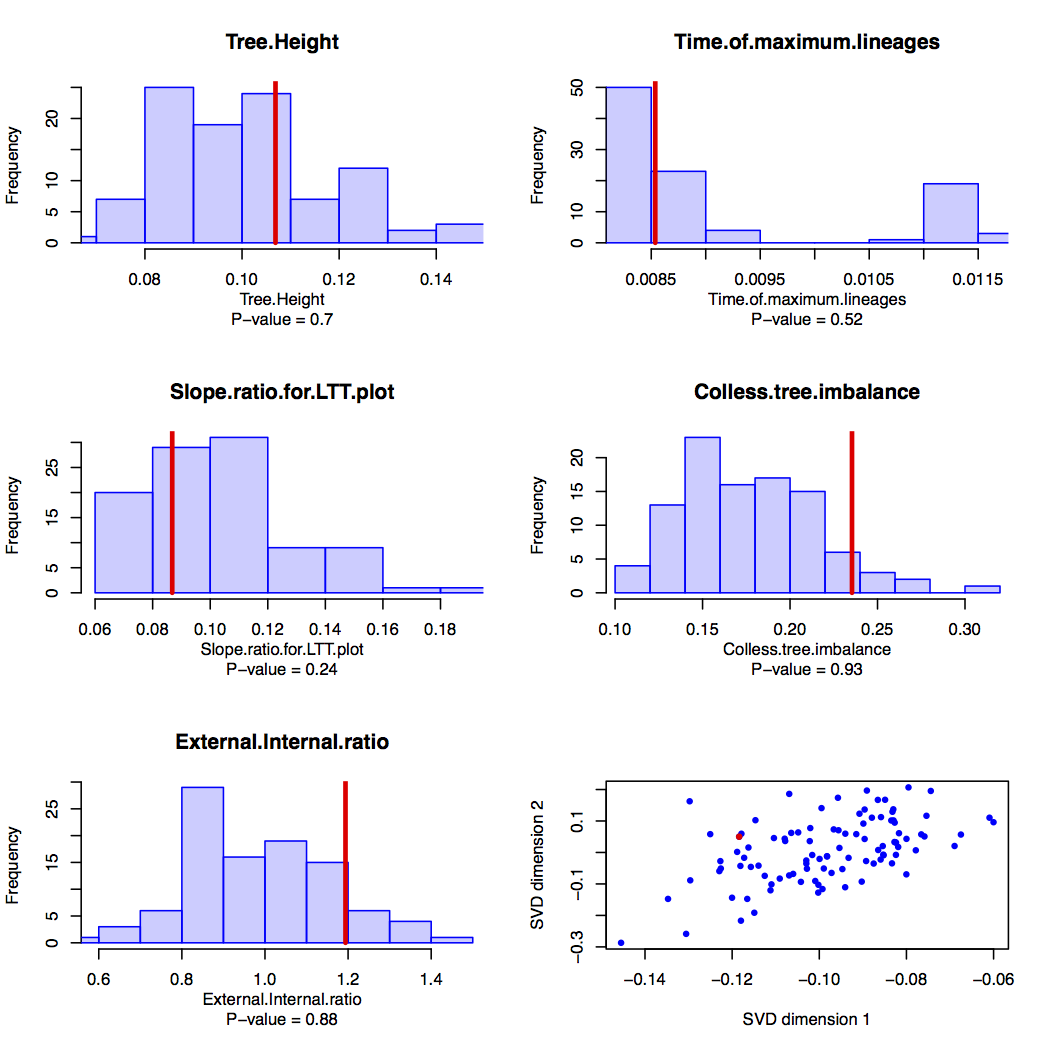 Tree.Height
Frequency
0 5 10 20
0.08 0.10 0.12 0.14
Tree.Height
P−value = 0.7
Time.of.maximum.lineages
Frequency
0 10 30 50
0.0085 0.0095 0.0105 0.0115
Time.of.maximum.lineages
P−value = 0.52
Slope.ratio.for.LTT.plot
Frequency
0 5 15 25
0.06 0.08 0.10 0.12 0.14 0.16 0.18
Slope.ratio.for.LTT.plot
P−value = 0.24
Colless.tree.imbalance
Frequency
0 5 10 15 20
0.10 0.15 0.20 0.25 0.30
Colless.tree.imbalance
P−value = 0.93
External.Internal.ratio
Frequency
0 5 15 25
0.6 0.8 1.0 1.2 1.4
External.Internal.ratio
P−value = 0.88
SVD dimension 2
−0.3 −0.1 0.1
−0.14 −0.12 −0.10 −0.08 −0.06
SVD dimension 1